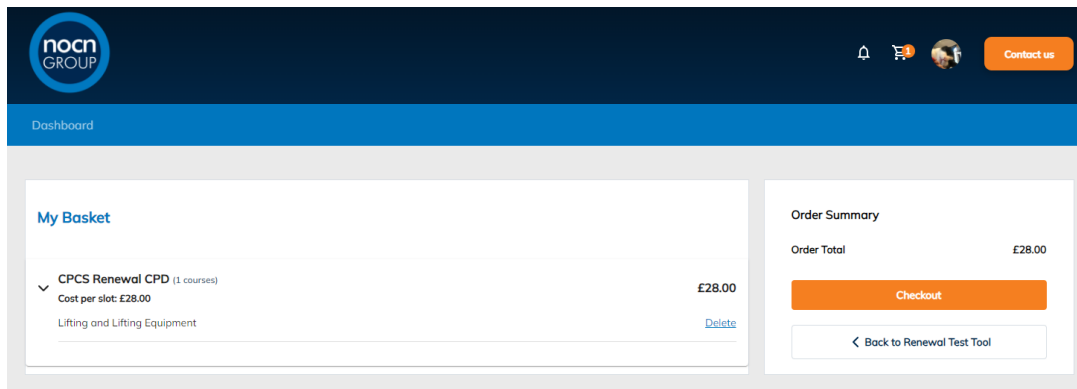 nocn
GROUP
1
Contact us
Dashboard
My Basket
CPCS Renewal CPD (1 courses)
£28.00
Cost per slot: £28.00
Lifting and Lifting Equipment
Delete
Order Summary
Order Total £28.00
Checkout
Back to Renewal Test Tool